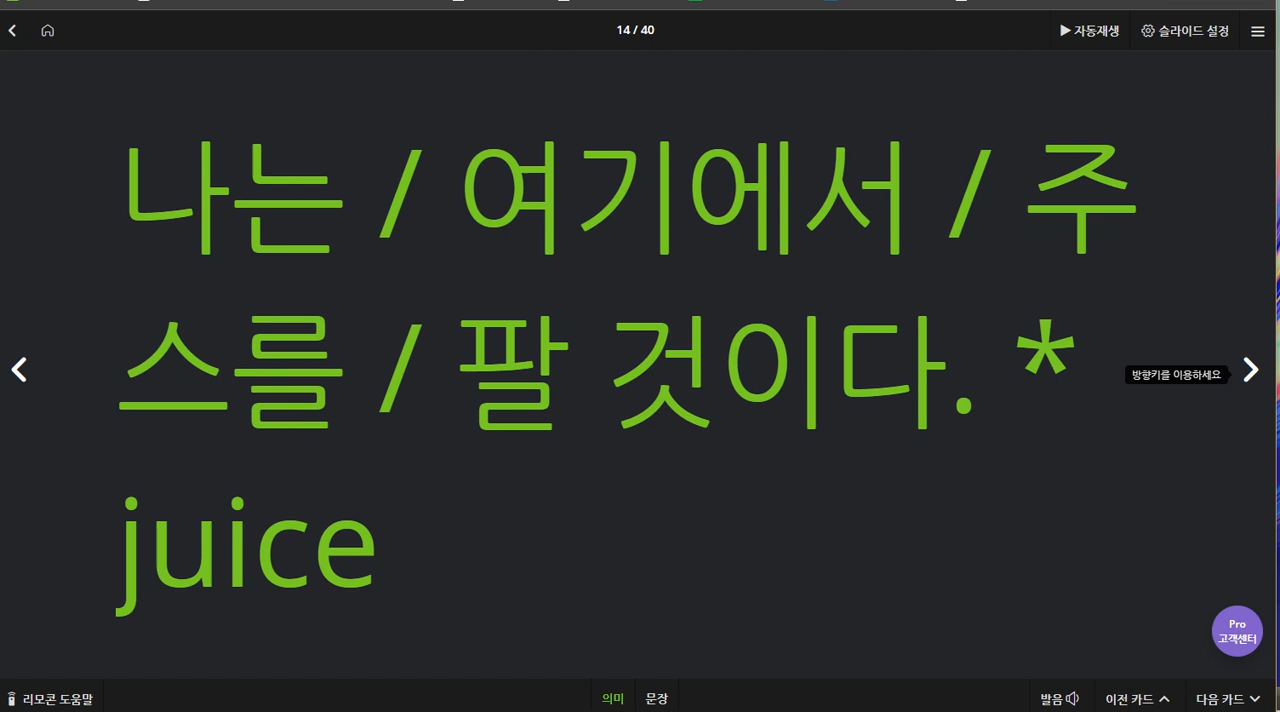 14 / 40
자동재생
슬라이드 설정
나는 / 여기에서 / 주
스를 / 팔 것이다. *
juice
방향키를 이용하세요
Pro
고객센터
리모콘 도움말
의미
문장
발음
이전 카드
다음 카드